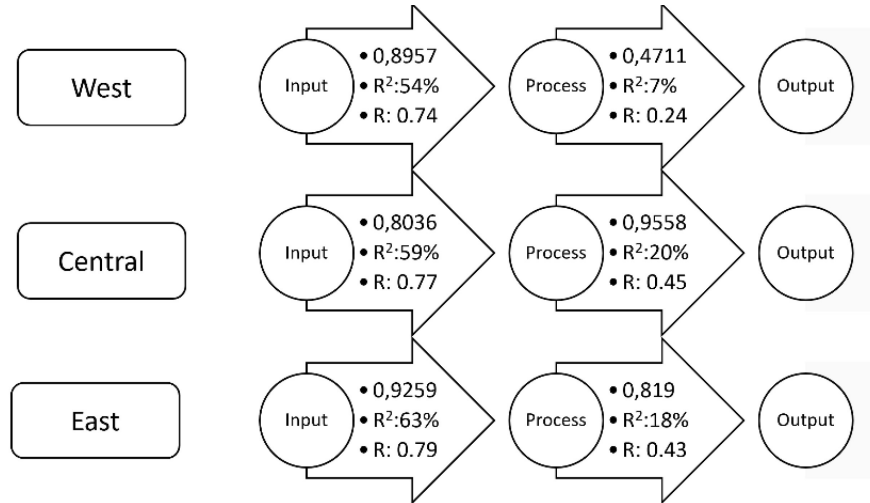 West
Input
• 0,8957
• R²:54%
• R: 0.74
Process
• 0,4711
• R²:7%
• R: 0.24
Output
Central
Input
• 0,8036
• R²:59%
• R: 0.77
Process
• 0,9558
• R²:20%
• R: 0.45
Output
East
Input
• 0,9259
• R²:63%
• R: 0.79
Process
• 0,819
• R²:18%
• R: 0.43
Output